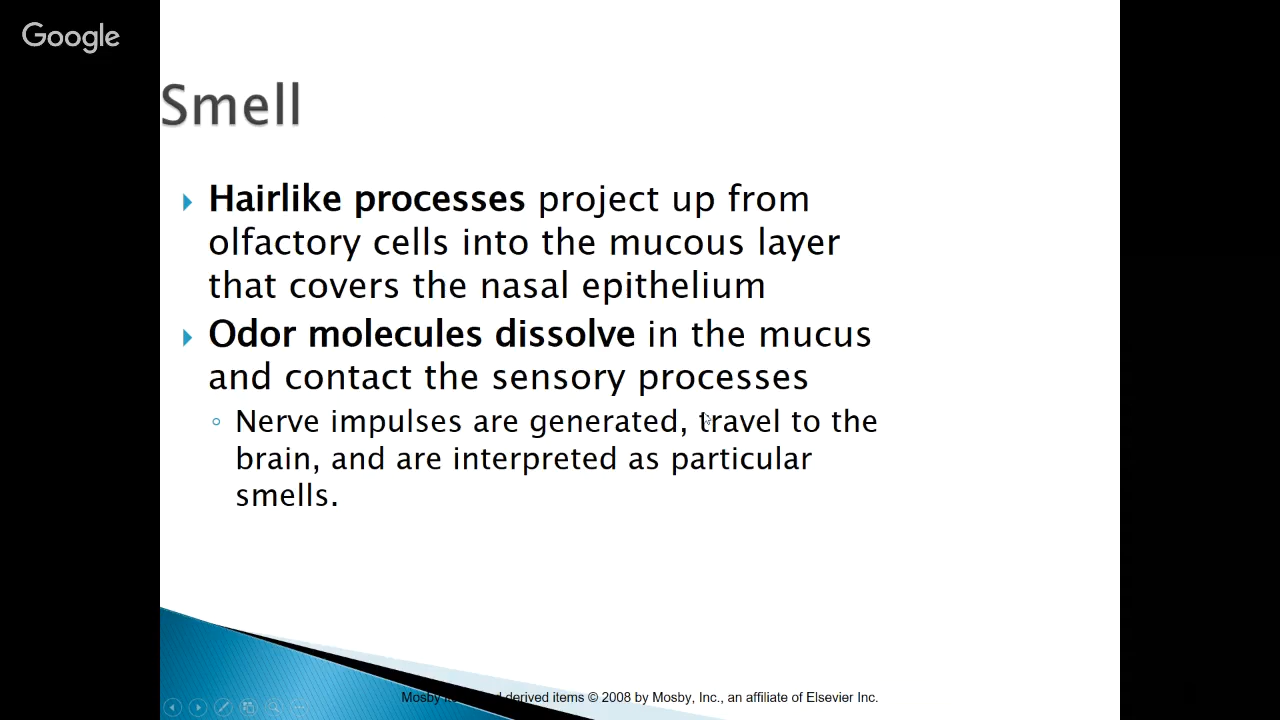 Google
Smell
Hairlike processes project up from
olfactory cells into the mucous layer
that covers the nasal epithelium
Odor molecules dissolve in the mucus
and contact the sensory processes
Nerve impulses are generated, travel to the
brain, and are interpreted as particular
smells.
Mosby derived items © 2008 by Mosby, Inc., an affiliate of Elsevier Inc.